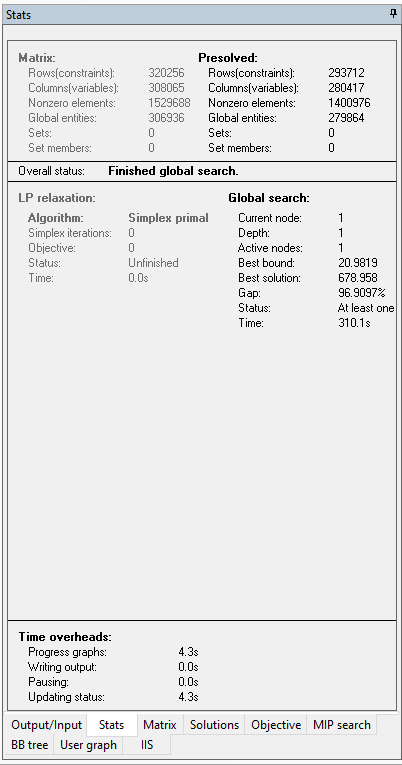 Stats
Matrix: Presolved:
Rows(constraints): 320256 Rows(constraints): 293712
Columns(variables): 308065 Columns(variables): 280417
Nonzero elements: 1529688 Nonzero elements: 1400976
Global entities: 306936 Global entities: 279864
Sets: 0 Sets: 0
Set members: 0 Set members: 0
Overall status: Finished global search.
LP relaxation: Global search:
Algorithm: Simplex primal Current node: 1
Simplex iterations: 0 Depth: 1
Objective: 0 Active nodes: 1
Status: Unfinished Best bound: 20.9819
Time: 0.0s Best solution: 678.958
Gap: 96.9097%
Status: At least one
Time: 310.1s
Time overheads:
Progress graphs: 4.3s
Writing output: 0.0s
Pausing: 0.0s
Updating status: 4.3s
Output/Input Stats Matrix Solutions Objective MIP search
BB tree User graph IIS